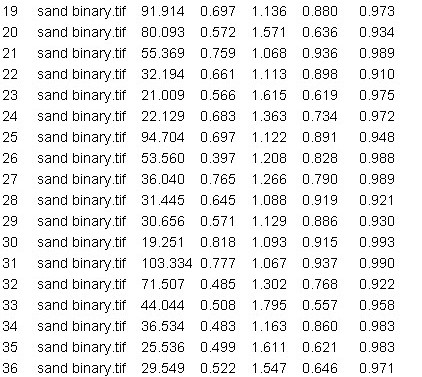 19 sand binary.tif 91.914 0.697 1.136 0.880 0.973
20 sand binary.tif 80.093 0.572 1.571 0.636 0.934
21 sand binary.tif 55.369 0.759 1.068 0.936 0.989
22 sand binary.tif 32.194 0.661 1.113 0.898 0.910
23 sand binary.tif 21.009 0.566 1.615 0.619 0.975
24 sand binary.tif 22.129 0.683 1.363 0.734 0.972
25 sand binary.tif 94.704 0.697 1.122 0.891 0.948
26 sand binary.tif 53.560 0.397 1.208 0.828 0.988
27 sand binary.tif 36.040 0.765 1.266 0.790 0.989
28 sand binary.tif 31.445 0.645 1.088 0.919 0.921
29 sand binary.tif 30.656 0.571 1.129 0.886 0.930
30 sand binary.tif 19.251 0.818 1.093 0.915 0.993
31 sand binary.tif 103.334 0.777 1.067 0.937 0.990
32 sand binary.tif 71.507 0.485 1.302 0.768 0.922
33 sand binary.tif 44.044 0.508 1.795 0.557 0.958
34 sand binary.tif 36.534 0.483 1.163 0.860 0.983
35 sand binary.tif 25.536 0.499 1.611 0.621 0.983
36 sand binary.tif 29.549 0.522 1.547 0.646 0.971